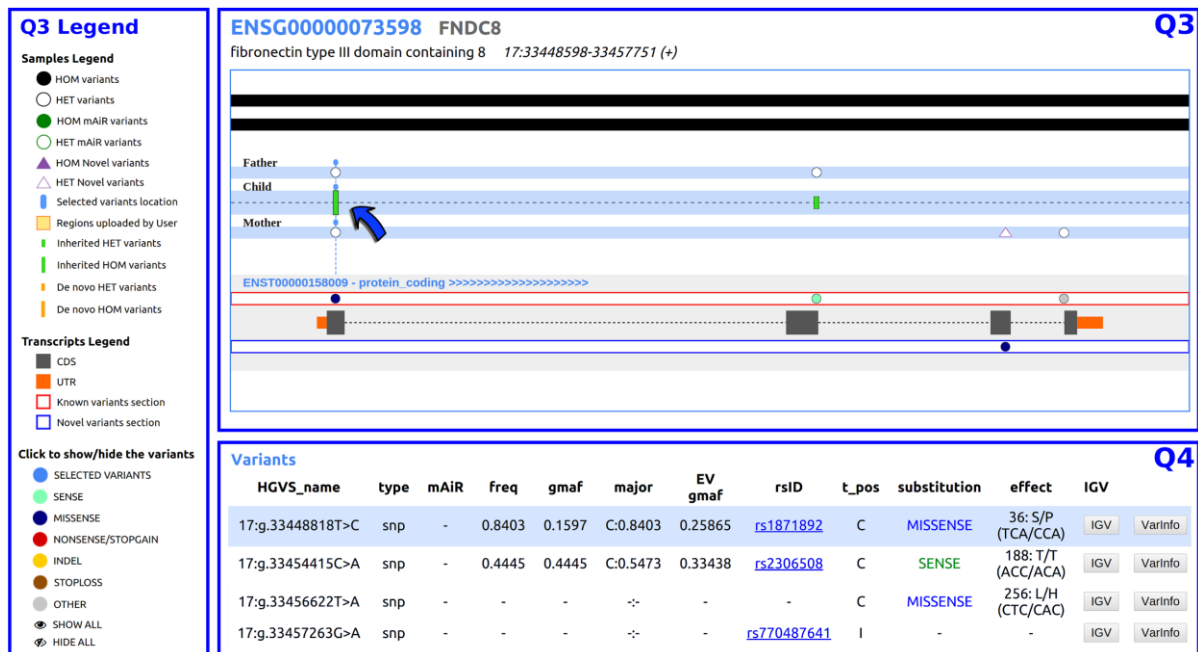 Q3 Legend
Samples Legend
HOM variants
HET variants
HOM mAiR variants
HET mAiR variants
HOM Novel variants
HET Novel variants
Selected variants location
Regions uploaded by User
Inherited HET variants
Inherited HOM variants
De novo HET variants
De novo HOM variants
Transcripts Legend
CDS
UTR
Known variants section
Novel variants section
Click to show/hide the variants
SELECTED VARIANTS
SENSE
MISSENSE
NONSENSE/STOPGAIN
INDEL
STOPLOSS
OTHER
SHOW ALL
HIDE ALL
ENSG00000073598 FNDC8 Q3
fibronectin type III domain containing 8 17:33448598-33457751 (+)
Father
Child
Mother
ENST00000158009 - protein_coding >>>>>>>>>>>>>>>>>>>>
Variants Q4
HGVS_name type mAiR freq gmaf major EV gmaf rsID t_pos substitution effect IGV
17:g.33448818T>C snp - 0.8403 0.1597 C:0.8403 0.25865 rs1871892 C MISSENSE 36: S/P (TCA/CCA) IGV VarInfo
17:g.33454415C>A snp - 0.4445 0.4445 C:0.5473 0.33438 rs2306508 C SENSE 188: T/T (ACC/ACA) IGV VarInfo
17:g.33456622T>A snp - - - -:- - - C MISSENSE 256: L/H (CTC/CAC) IGV VarInfo
17:g.33457263G>A snp - - - -:- - rs770487641 I - - IGV VarInfo